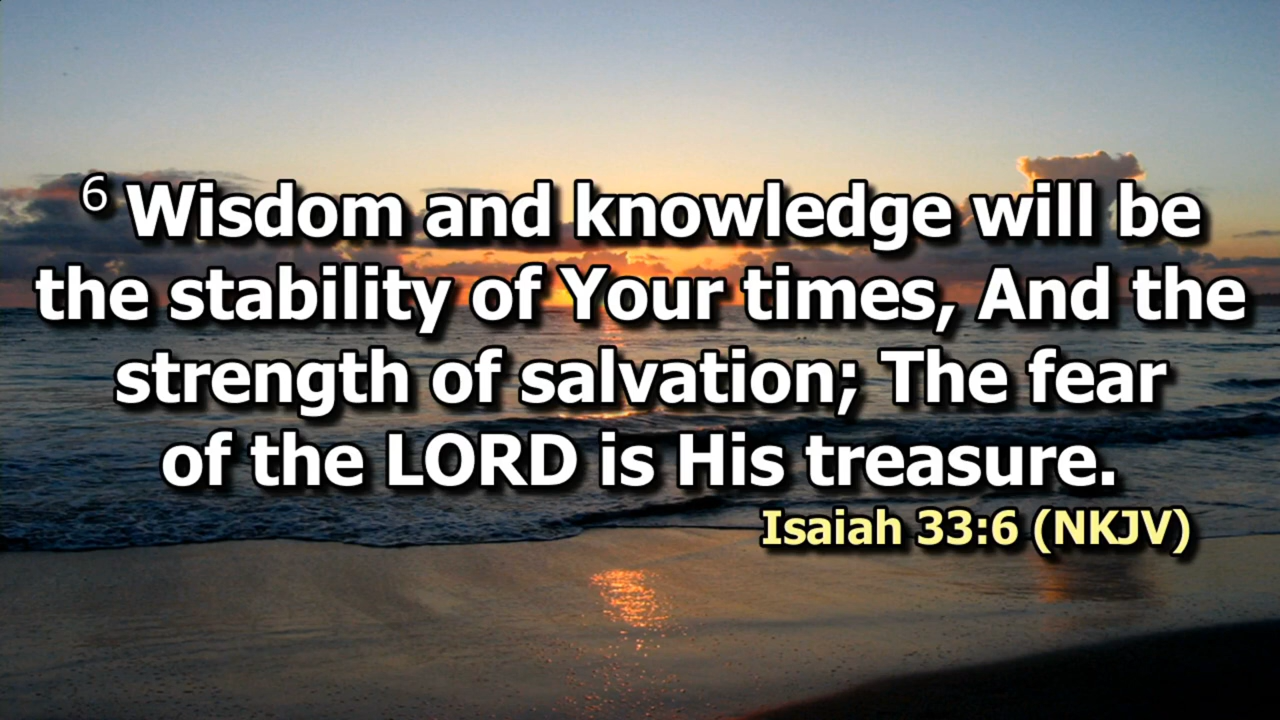 6 Wisdom and knowledge will be
the stability of Your times, And the
strength of salvation; The fear
of the LORD is His treasure.
Isaiah 33:6 (NKJV)